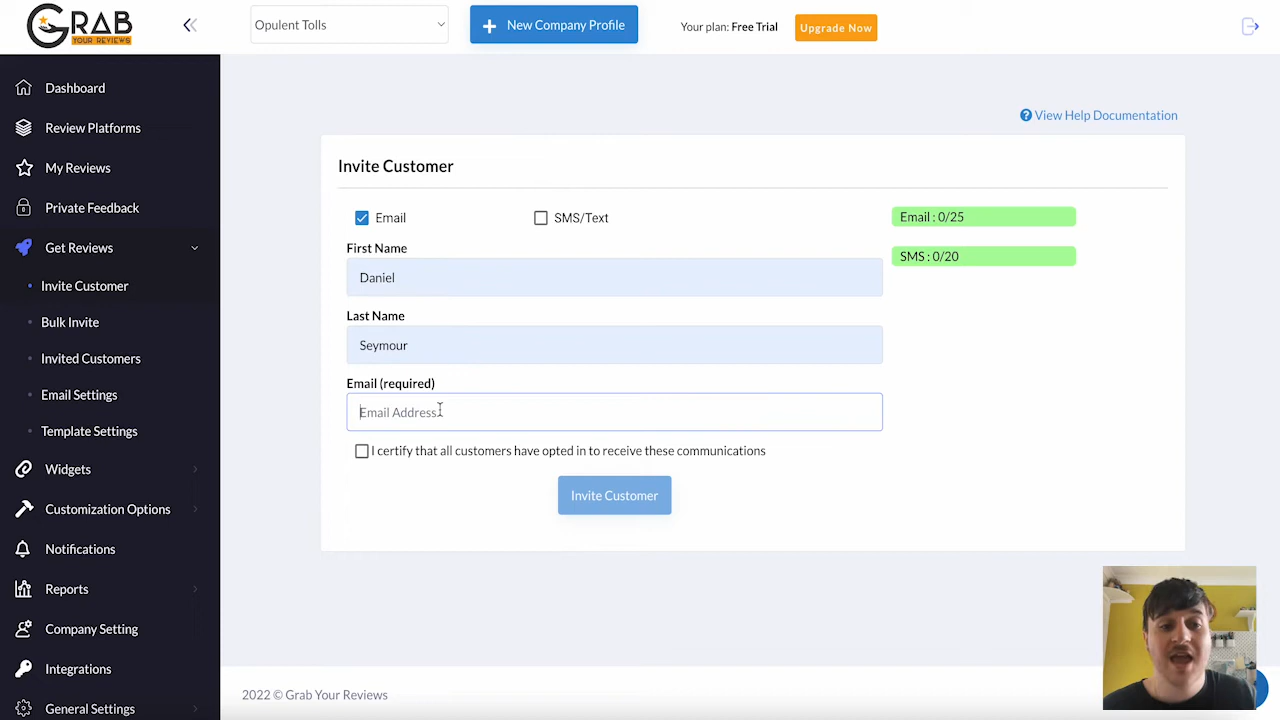 GRAB
YOUR REVIEWS
Opulent Tolls
New Company Profile
Your plan: Free Trial
Upgrade Now
Dashboard
Review Platforms
My Reviews
Private Feedback
Get Reviews
Invite Customer
Bulk Invite
Invited Customers
Email Settings
Template Settings
Widgets
Customization Options
Notifications
Reports
Company Setting
Integrations
General Settings
View Help Documentation
Invite Customer
Email
SMS/Text
Email : 0/25
SMS : 0/20
First Name
Daniel
Last Name
Seymour
Email (required)
Email Address
I certify that all customers have opted in to receive these communications
Invite Customer
2022 © Grab Your Reviews